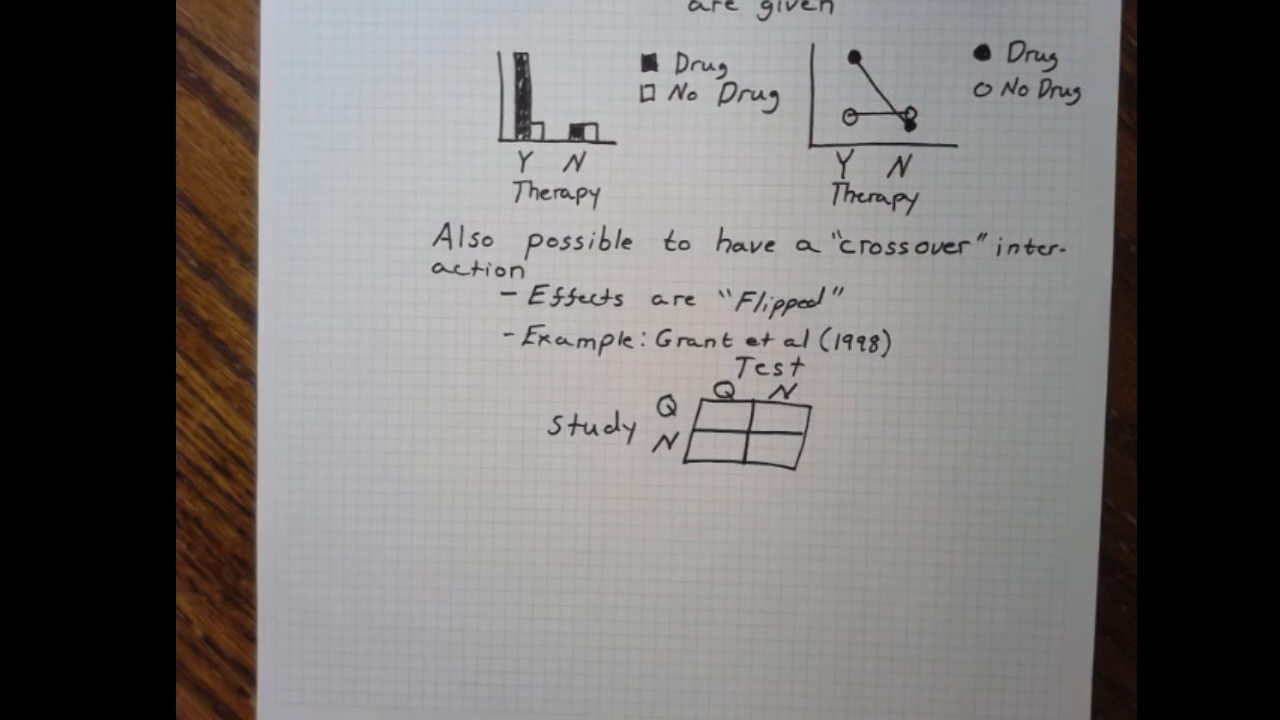 are given
■ Drug
□ No Drug
Y N
Therapy
● Drug
○ No Drug
Y N
Therapy
Also possible to have a "crossover" inter-
action
- Effects are "Flipped"
- Example: Grant et al (1998)
Test
Q N
Study Q
N